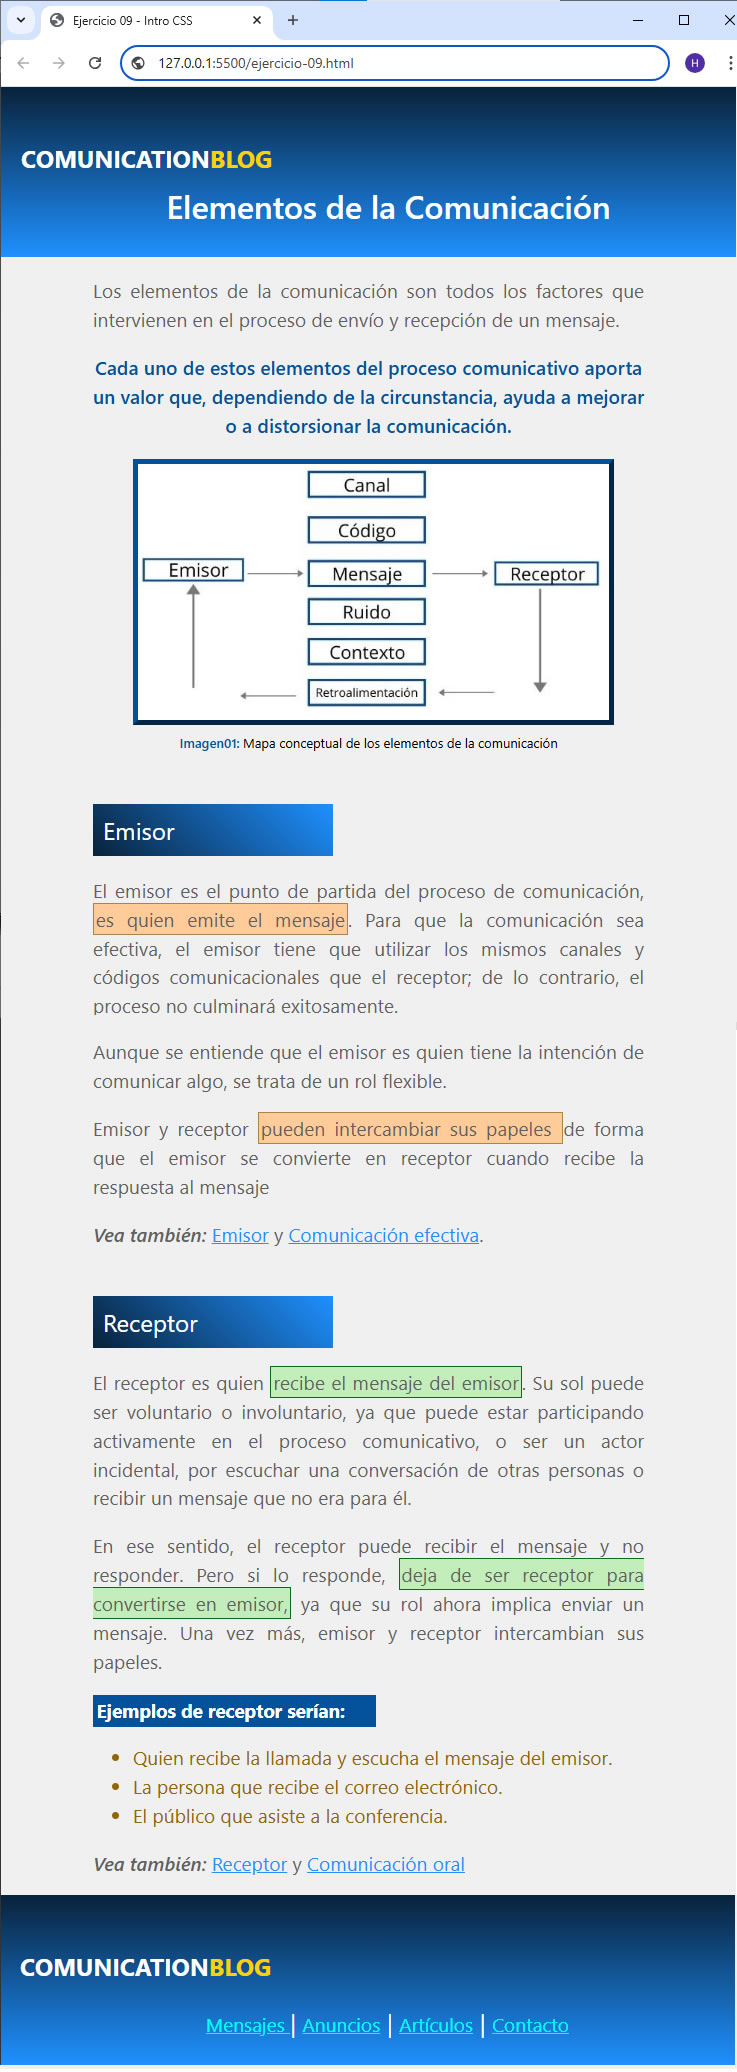 Ejercicio 09 - Intro CSS
127.0.0.1:5500/ejercicio-09.html
H
COMUNICATIONBLOG
Elementos de la Comunicación
Los elementos de la comunicación son todos los factores que
intervienen en el proceso de envío y recepción de un mensaje.
Cada uno de estos elementos del proceso comunicativo aporta
un valor que, dependiendo de la circunstancia, ayuda a mejorar
o a distorsionar la comunicación.
Canal
Código
Emisor
Mensaje
Receptor
Ruido
Contexto
Retroalimentación
Imagen01: Mapa conceptual de los elementos de la comunicación
Emisor
El emisor es el punto de partida del proceso de comunicación,
es quien emite el mensaje. Para que la comunicación sea
efectiva, el emisor tiene que utilizar los mismos canales y
códigos comunicacionales que el receptor; de lo contrario, el
proceso no culminará exitosamente.
Aunque se entiende que el emisor es quien tiene la intención de
comunicar algo, se trata de un rol flexible.
Emisor y receptor pueden intercambiar sus papeles de forma
que el emisor se convierte en receptor cuando recibe la
respuesta al mensaje
Vea también: Emisor y Comunicación efectiva.
Receptor
El receptor es quien recibe el mensaje del emisor. Su sol puede
ser voluntario o involuntario, ya que puede estar participando
activamente en el proceso comunicativo, o ser un actor
incidental, por escuchar una conversación de otras personas o
recibir un mensaje que no era para él.
En ese sentido, el receptor puede recibir el mensaje y no
responder. Pero si lo responde, deja de ser receptor para
convertirse en emisor, ya que su rol ahora implica enviar un
mensaje. Una vez más, emisor y receptor intercambian sus
papeles.
Ejemplos de receptor serían:
• Quien recibe la llamada y escucha el mensaje del emisor.
• La persona que recibe el correo electrónico.
• El público que asiste a la conferencia.
Vea también: Receptor y Comunicación oral
COMUNICATIONBLOG
Mensajes | Anuncios | Artículos | Contacto